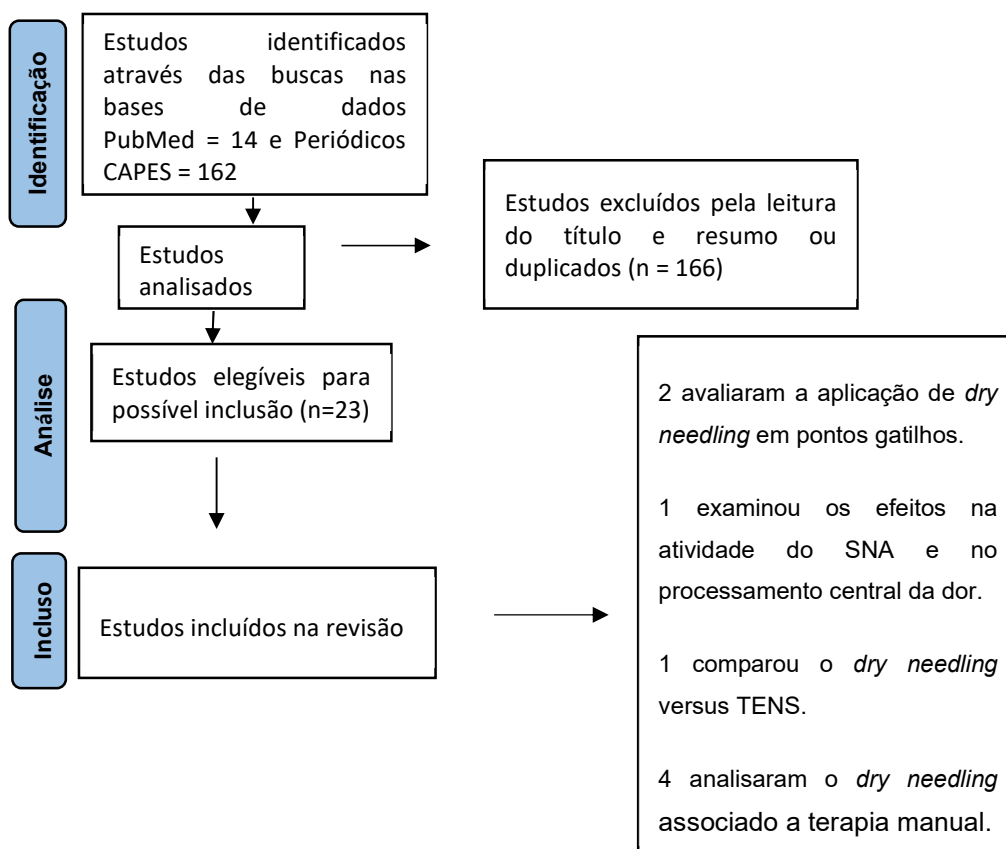 Identificação
Estudos identificados
através das buscas nas
bases de dados
PubMed = 14 e Periódicos
CAPES = 162
Estudos excluídos pela leitura
do título e resumo ou
duplicados (n = 166)
Estudos
analisados
Análise
Estudos elegíveis para
possível inclusão (n=23)
Incluso
Estudos incluídos na revisão
2 avaliaram a aplicação de dry
needling em pontos gatilhos.
1 examinou os efeitos na
atividade do SNA e no
processamento central da dor.
1 comparou o dry needling
versus TENS.
4 analisaram o dry needling
associado a terapia manual.